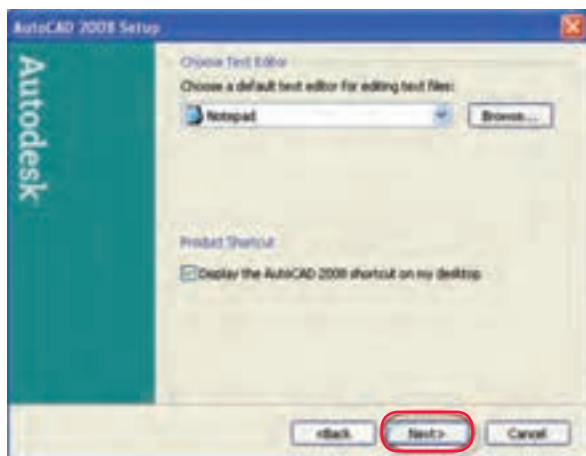 AutoCAD 2008 Setup
Autodesk
Choose Text Editor
Choose a default text editor for editing text files:
Notepad
Browse...
Product Shortcut
Display the AutoCAD 2008 shortcut on my desktop
<Back
Next>
Cancel